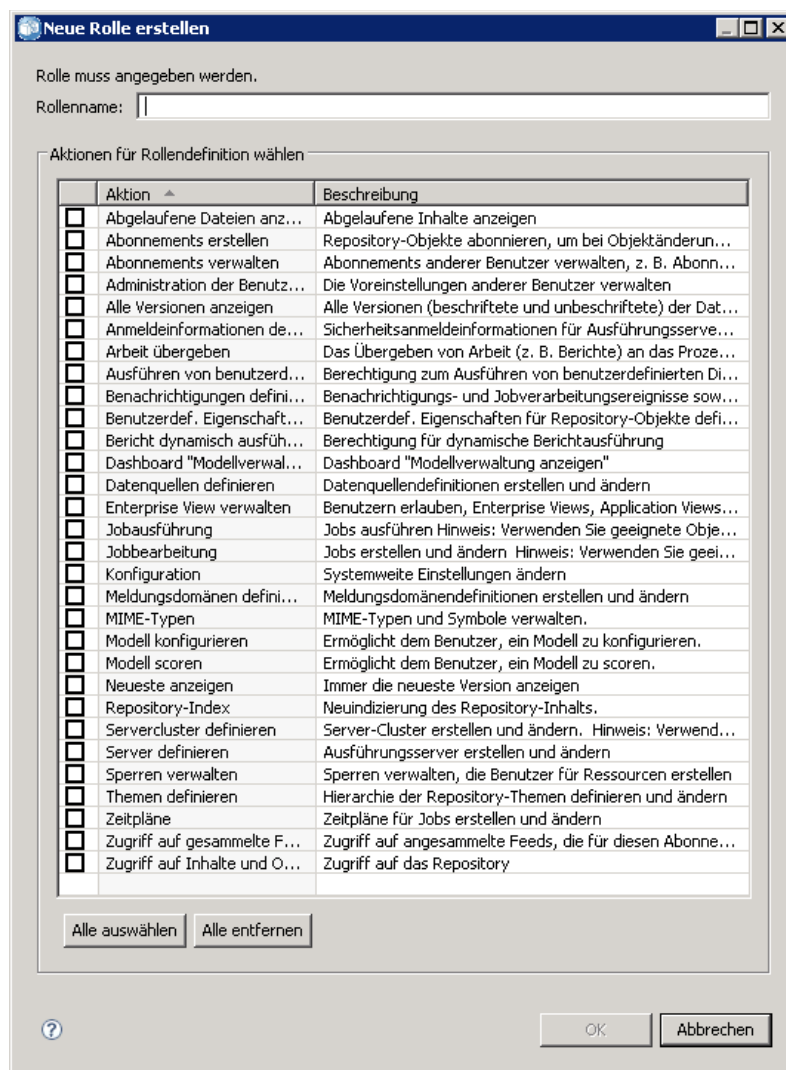 Neue Rolle erstellen
Rolle muss angegeben werden.
Rollenname:
Aktionen für Rollendefinition wählen
Aktion Beschreibung
Abgelaufene Dateien anz... Abgelaufene Inhalte anzeigen
Abonnements erstellen Repository-Objekte abonnieren, um bei Objektänderun...
Abonnements verwalten Abonnements anderer Benutzer verwalten, z. B. Abonn...
Administration der Benutz... Die Voreinstellungen anderer Benutzer verwalten
Alle Versionen anzeigen Alle Versionen (beschriftete und unbeschriftete) der Dat...
Anmeldeinformationen de... Sicherheitsanmeldeinformationen für Ausführungsserve...
Arbeit übergeben Das Übergeben von Arbeit (z. B. Berichte) an das Proze...
Ausführen von benutzerd... Berechtigung zum Ausführen von benutzerdefinierten Di...
Benachrichtigungen defini... Benachrichtigungs- und Jobverarbeitungsereignisse sow...
Benutzerdef. Eigenschaft... Benutzerdef. Eigenschaften für Repository-Objekte defi...
Bericht dynamisch ausfüh... Berechtigung für dynamische Berichtausführung
Dashboard "Modellverwal... Dashboard "Modellverwaltung anzeigen"
Datenquellen definieren Datenquellendefinitionen erstellen und ändern
Enterprise View verwalten Benutzern erlauben, Enterprise Views, Application Views...
Jobausführung Jobs ausführen Hinweis: Verwenden Sie geeignete Obje...
Jobbearbeitung Jobs erstellen und ändern  Hinweis: Verwenden Sie geei...
Konfiguration Systemweite Einstellungen ändern
Meldungsdomänen defini... Meldungsdomänendefinitionen erstellen und ändern
MIME-Typen MIME-Typen und Symbole verwalten.
Modell konfigurieren Ermöglicht dem Benutzer, ein Modell zu konfigurieren.
Modell scoren Ermöglicht dem Benutzer, ein Modell zu scoren.
Neueste anzeigen Immer die neueste Version anzeigen
Repository-Index Neuindizierung des Repository-Inhalts.
Servercluster definieren Server-Cluster erstellen und ändern.  Hinweis: Verwend...
Server definieren Ausführungsserver erstellen und ändern
Sperren verwalten Sperren verwalten, die Benutzer für Ressourcen erstellen
Themen definieren Hierarchie der Repository-Themen definieren und ändern
Zeitpläne Zeitpläne für Jobs erstellen und ändern
Zugriff auf gesammelte F... Zugriff auf angesammelte Feeds, die für diesen Abonne...
Zugriff auf Inhalte und O... Zugriff auf das Repository
Alle auswählen Alle entfernen
? OK Abbrechen